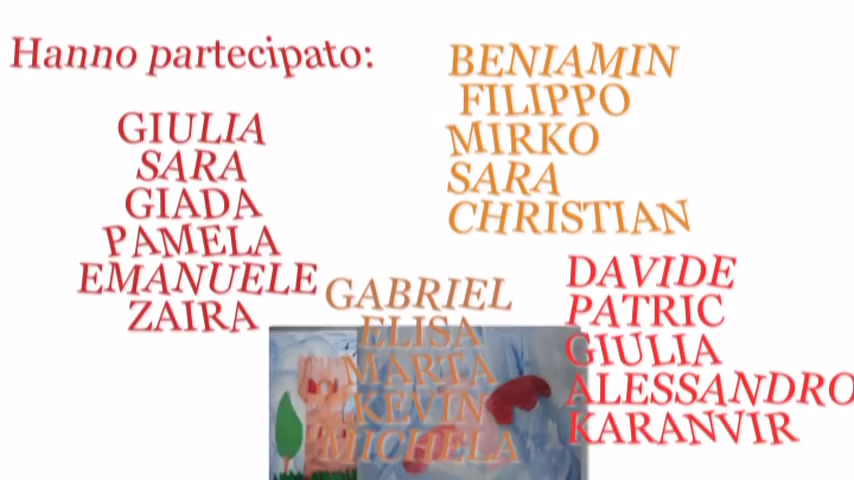 Hanno partecipato:
GIULIA
SARA
GIADA
PAMELA
EMANUELE
ZAIRA
BENIAMIN
FILIPPO
MIRKO
SARA
CHRISTIAN
GABRIEL
ELISA
MARTA
KEVIN
MICHELA
DAVIDE
PATRIC
GIULIA
ALESSANDRO
KARANVIR